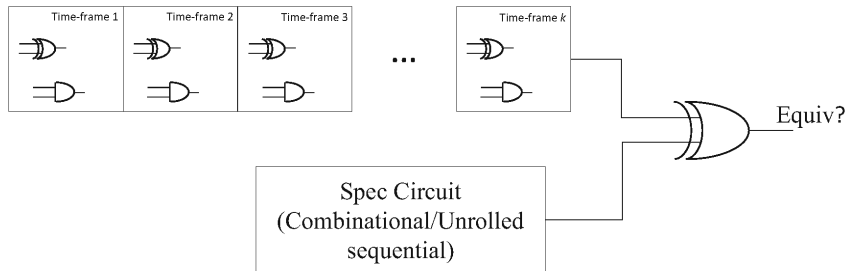 Time-frame 1
Time-frame 2
Time-frame 3
...
Time-frame k
Equiv?
Spec Circuit
(Combinational/Unrolled
sequential)